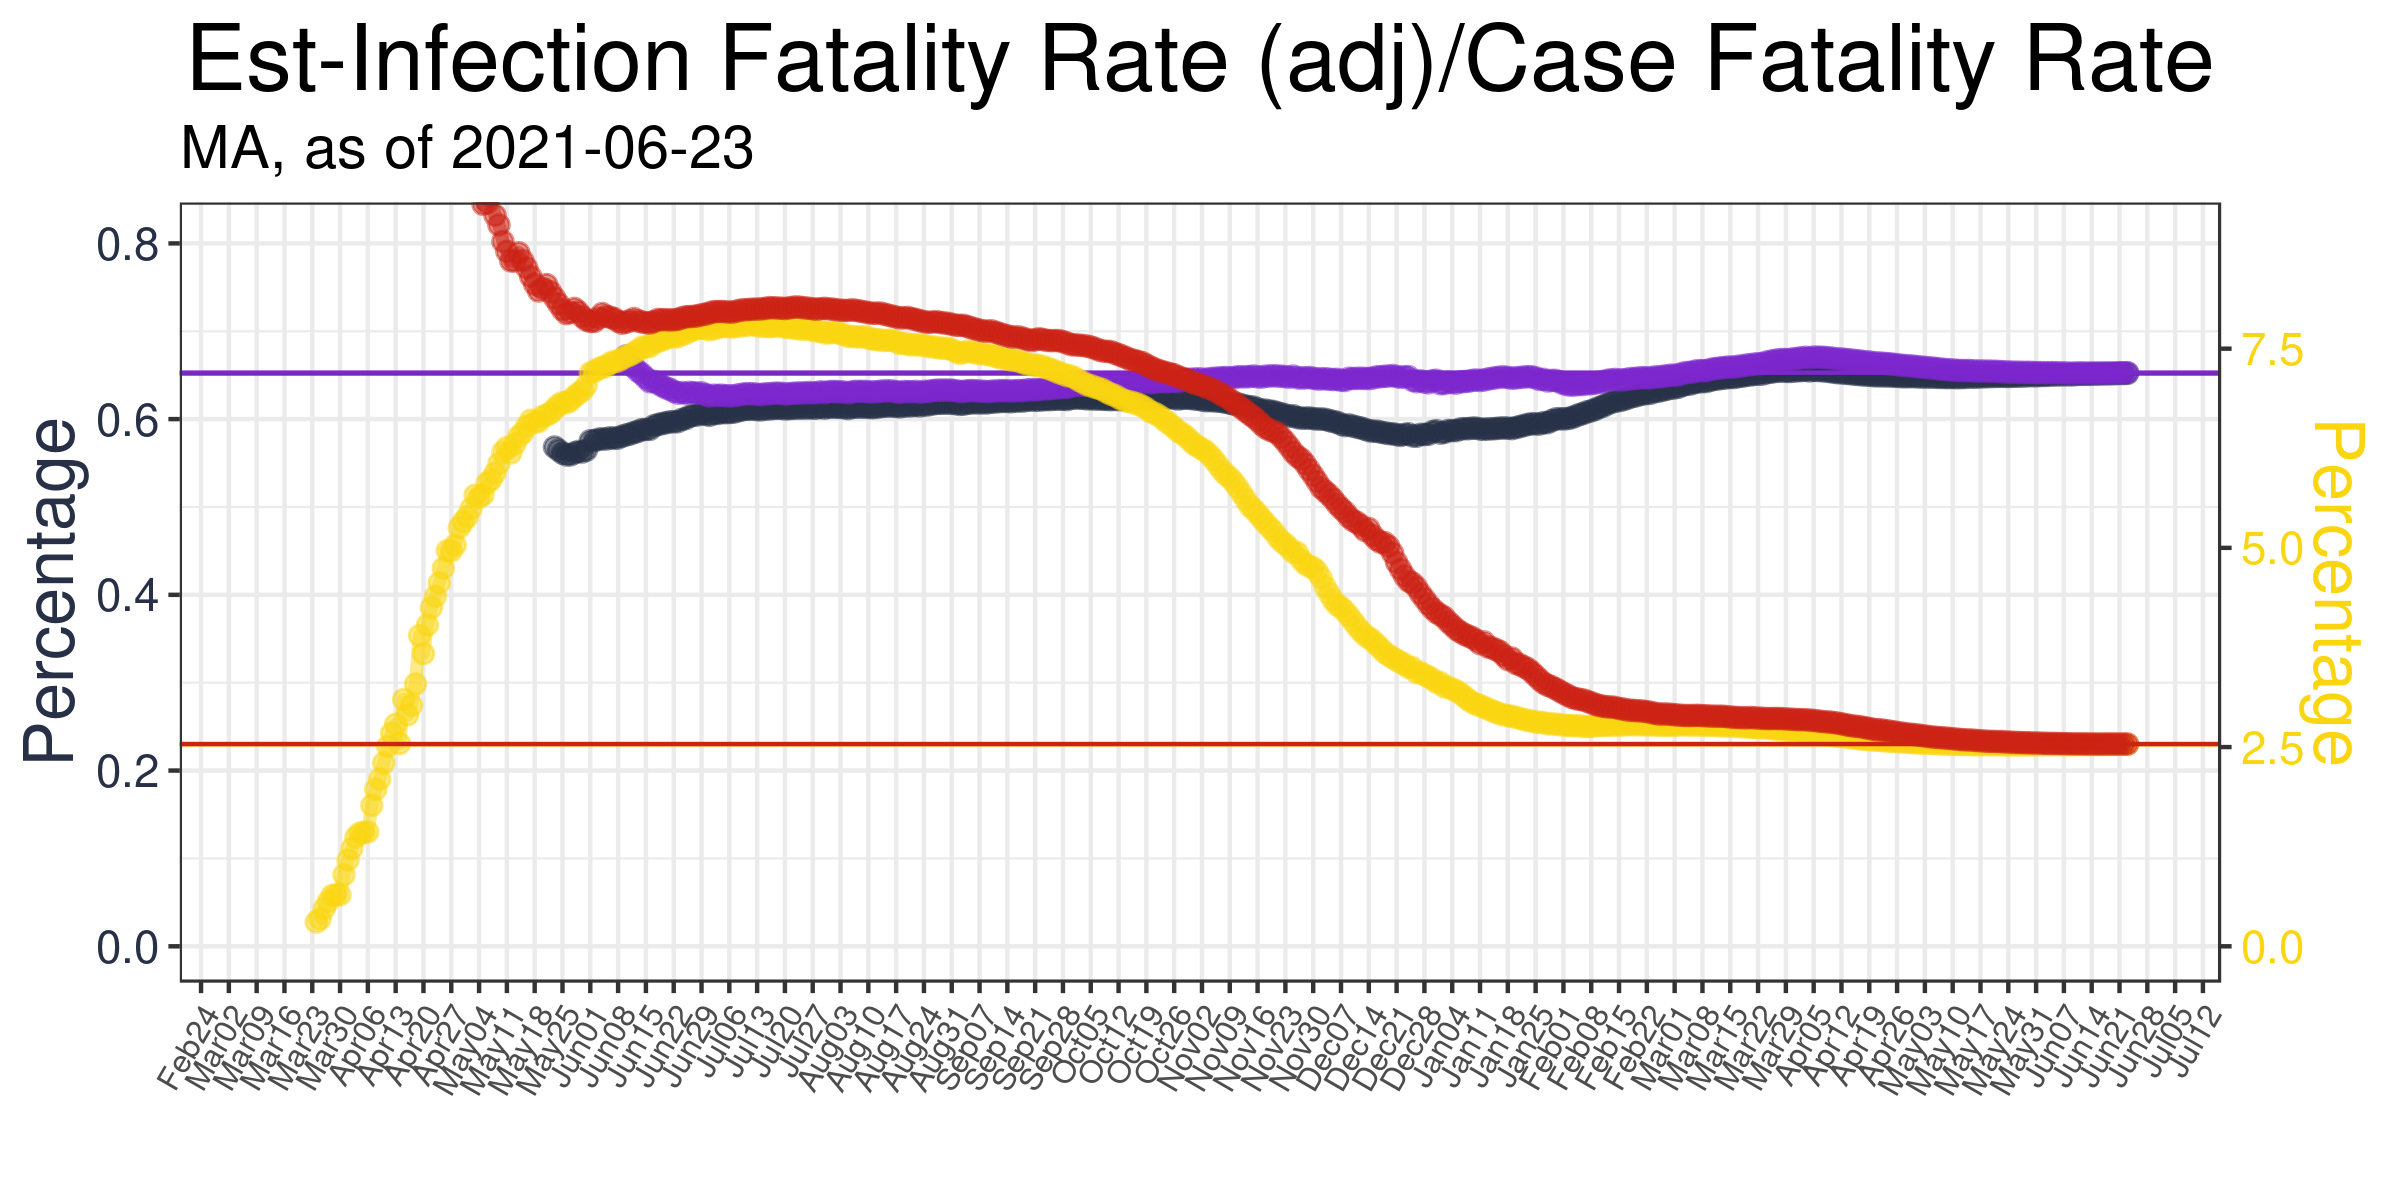 Est-Infection Fatality Rate (adj)/Case Fatality Rate
MA, as of 2021-06-23
Percentage
0.8
0.6
0.4
0.2
0.0
7.5
5.0
2.5
0.0
Percentage
Feb24
Mar02
Mar09
Mar16
Mar23
Mar30
Apr06
Apr13
Apr20
Apr27
May04
May11
May18
May25
Jun01
Jun08
Jun15
Jun22
Jun29
Jul06
Jul13
Jul20
Jul27
Aug03
Aug10
Aug17
Aug24
Aug31
Sep07
Sep14
Sep21
Sep28
Oct05
Oct12
Oct19
Oct26
Nov02
Nov09
Nov16
Nov23
Nov30
Dec07
Dec14
Dec21
Dec28
Jan04
Jan11
Jan18
Jan25
Feb01
Feb08
Feb15
Feb22
Mar01
Mar08
Mar15
Mar22
Mar29
Apr05
Apr12
Apr19
Apr26
May03
May10
May17
May24
May31
Jun07
Jun14
Jun21
Jun28
Jul05
Jul12